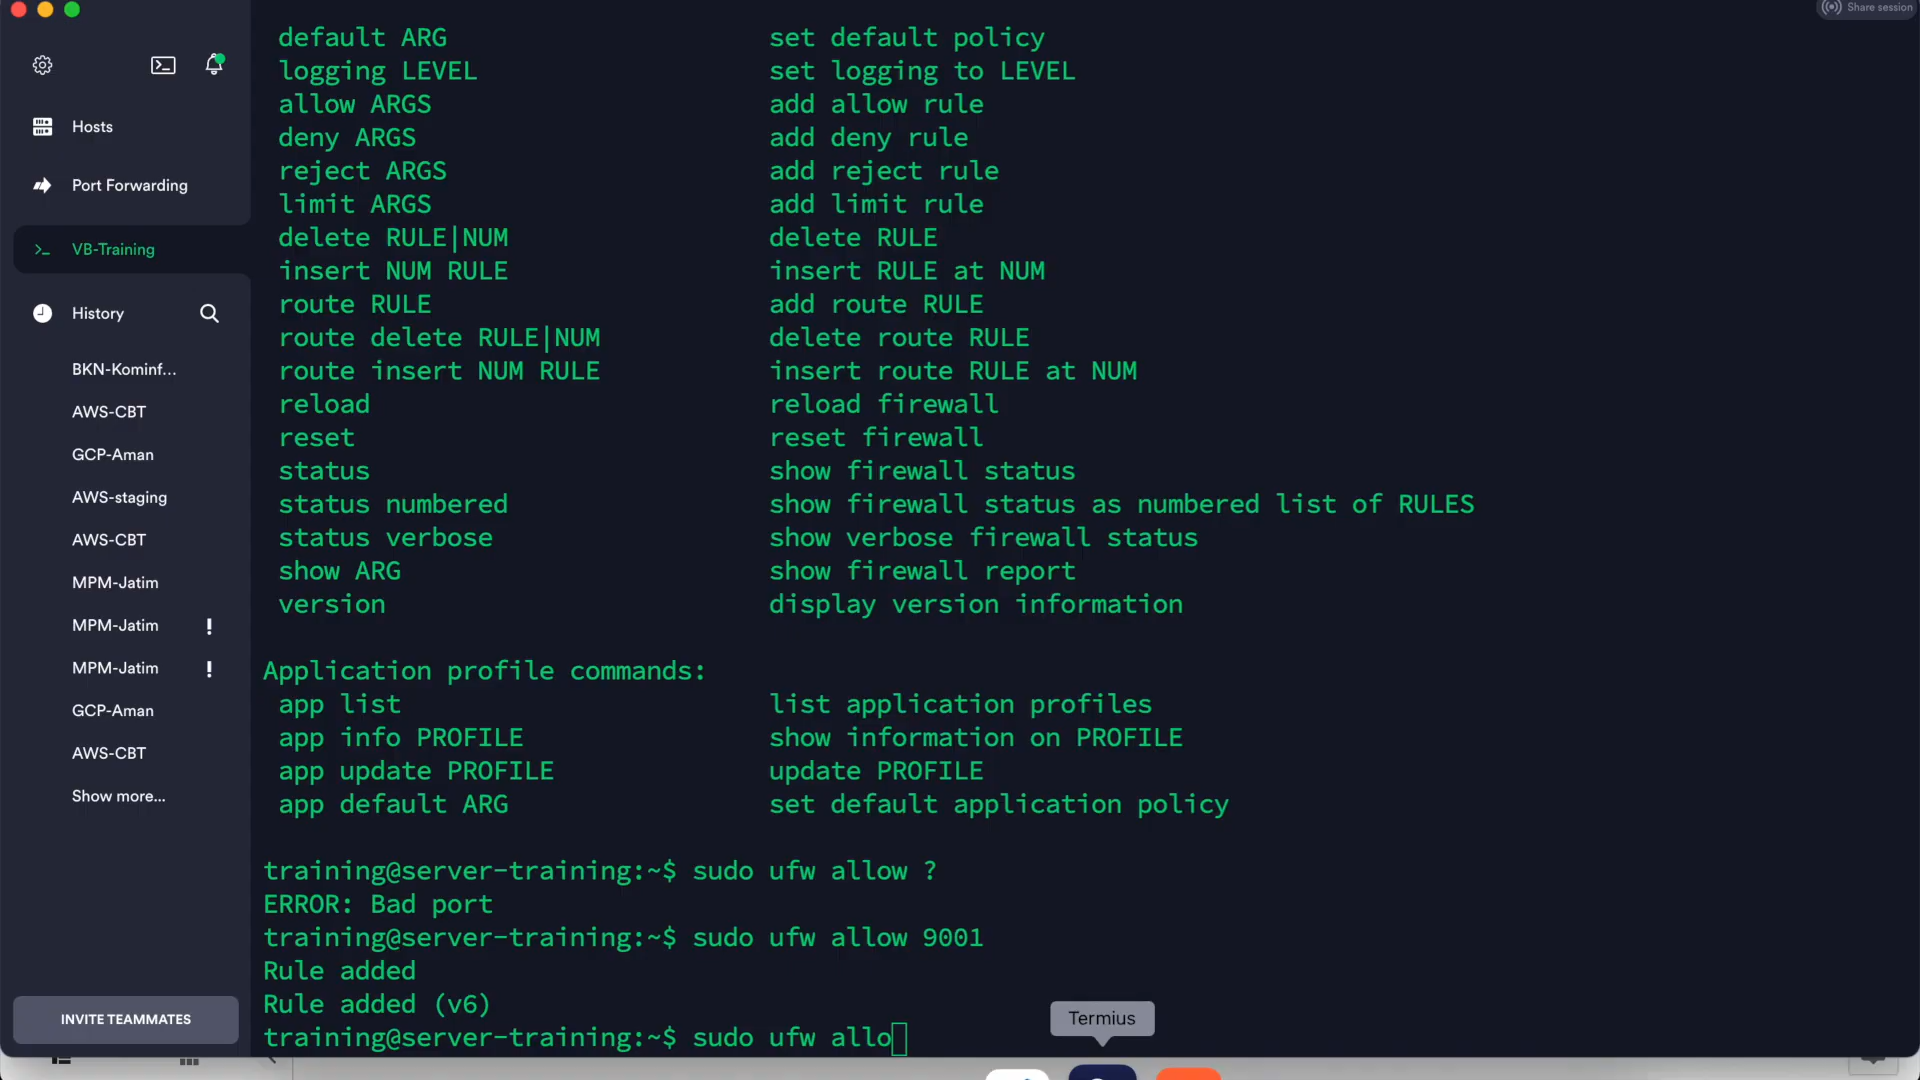 Share session
Hosts
Port Forwarding
VB-Training
History
BKN-Kominf...
AWS-CBT
GCP-Aman
AWS-staging
AWS-CBT
MPM-Jatim
MPM-Jatim !
MPM-Jatim !
GCP-Aman
AWS-CBT
Show more...
INVITE TEAMMATES
default ARG set default policy
logging LEVEL set logging to LEVEL
allow ARGS add allow rule
deny ARGS add deny rule
reject ARGS add reject rule
limit ARGS add limit rule
delete RULE|NUM delete RULE
insert NUM RULE insert RULE at NUM
route RULE add route RULE
route delete RULE|NUM delete route RULE
route insert NUM RULE insert route RULE at NUM
reload reload firewall
reset reset firewall
status show firewall status
status numbered show firewall status as numbered list of RULES
status verbose show verbose firewall status
show ARG show firewall report
version display version information
Application profile commands:
app list list application profiles
app info PROFILE show information on PROFILE
app update PROFILE update PROFILE
app default ARG set default application policy
training@server-training:~$ sudo ufw allow ?
ERROR: Bad port
training@server-training:~$ sudo ufw allow 9001
Rule added
Rule added (v6)
training@server-training:~$ sudo ufw allo
Termius